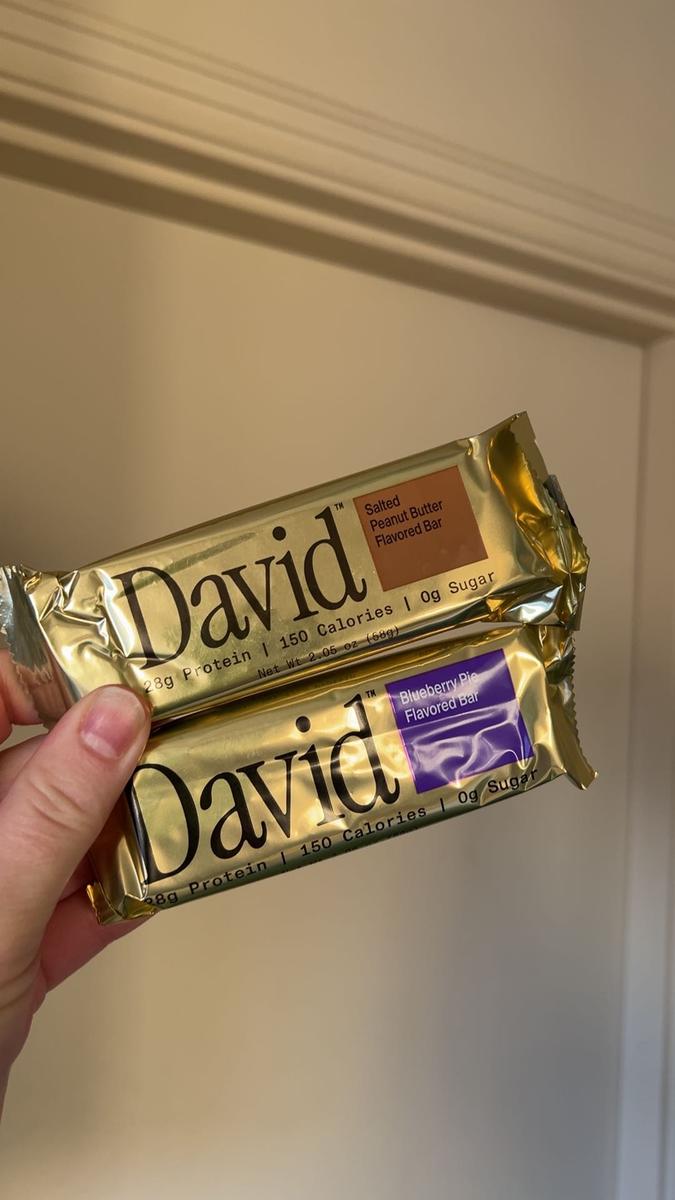 David™
Salted
Peanut Butter
Flavored Bar
28g Protein | 150 Calories | 0g Sugar
Net Wt 2.05 oz (58g)
David™
Blueberry Pie
Flavored Bar
28g Protein | 150 Calories | 0g Sugar